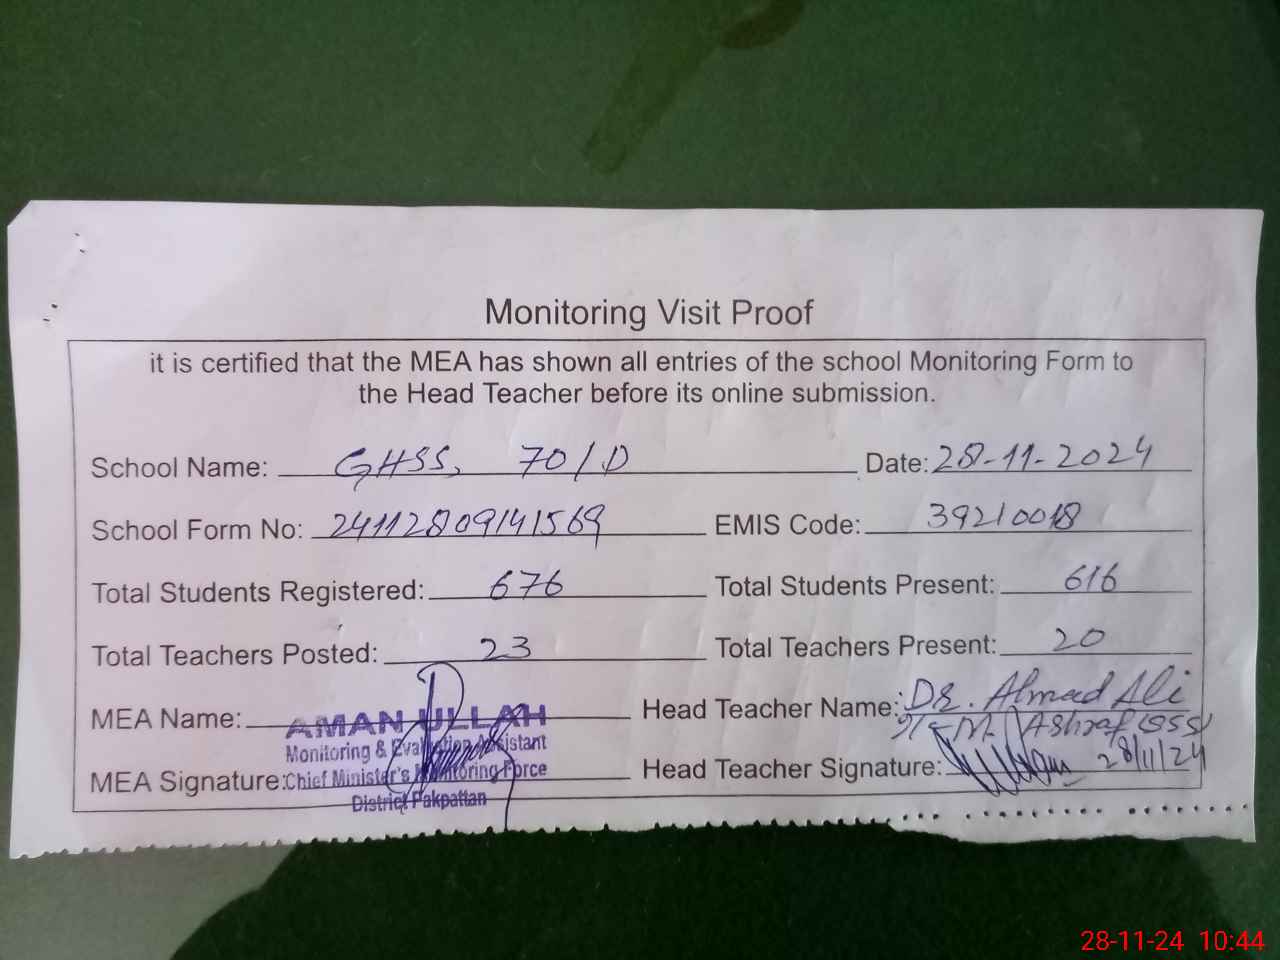 Monitoring Visit Proof
it is certified that the MEA has shown all entries of the school Monitoring Form to
the Head Teacher before its online submission.
School Name: GHSS, 70/D Date: 28-11-2024
School Form No: 24112809141569 EMIS Code: 39210018
Total Students Registered: 676 Total Students Present: 616
Total Teachers Posted: 23 Total Teachers Present: 20
MEA Name: AMAN ULLAH Head Teacher Name: Dr. Ahmad Ali
M. Ashraf (SSS)
Monitoring & Evaluation Assistant
MEA Signature: Chief Minister's Monitoring Force Head Teacher Signature: 28/11/24
District Pakpattan
28-11-24 10:44